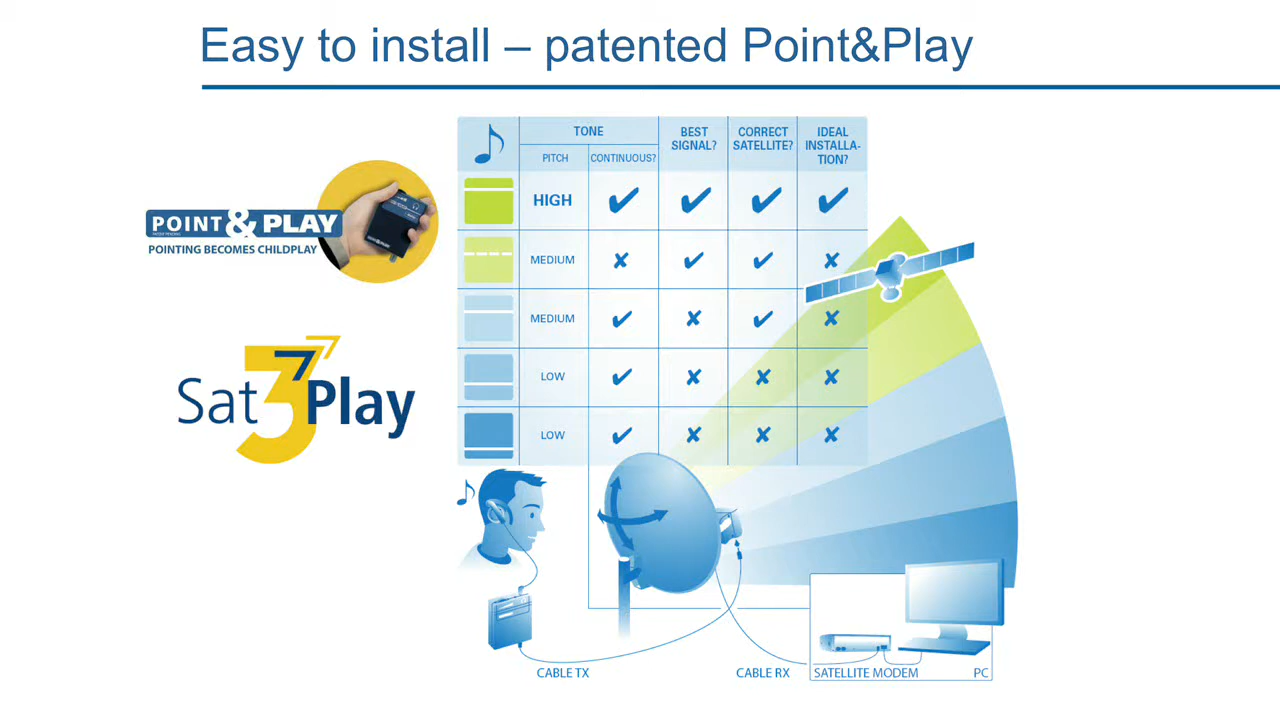 Easy to install – patented Point&Play
TONE
BEST SIGNAL?
CORRECT SATELLITE?
IDEAL INSTALLA-TION?
PITCH
CONTINUOUS?
HIGH ✔ ✔ ✔ ✔
MEDIUM ✘ ✔ ✔ ✘
MEDIUM ✔ ✘ ✔ ✘
LOW ✔ ✘ ✘ ✘
LOW ✔ ✘ ✘ ✘
POINT & PLAY
POINTING BECOMES CHILDPLAY
Sat3Play
CABLE TX
CABLE RX
SATELLITE MODEM
PC